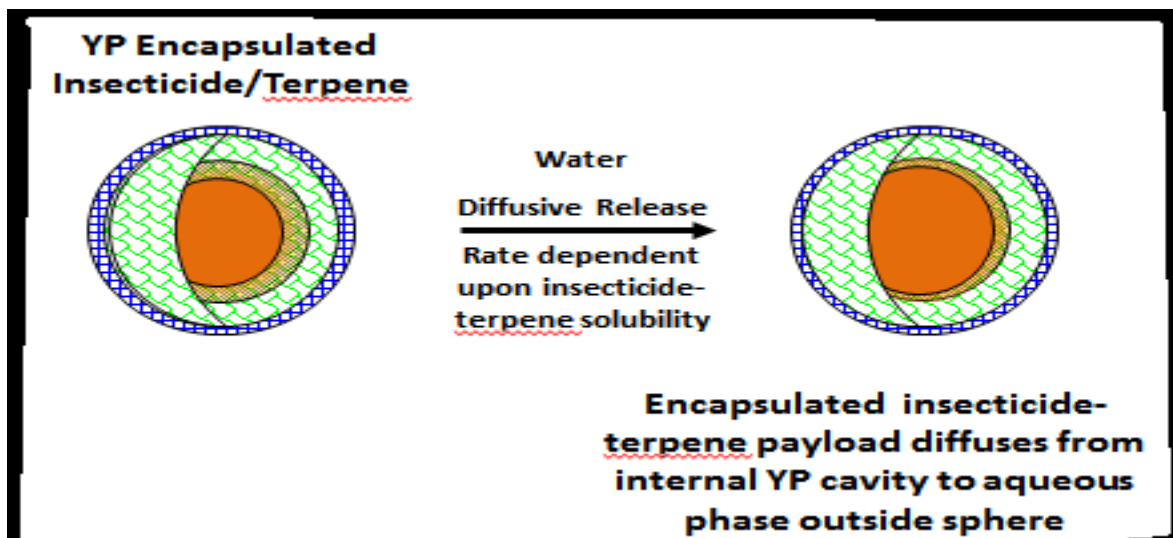 YP Encapsulated
Insecticide/Terpene
Water
Diffusive Release
Rate dependent
upon insecticide-
terpene solubility
Encapsulated insecticide-
terpene payload diffuses from
internal YP cavity to aqueous
phase outside sphere